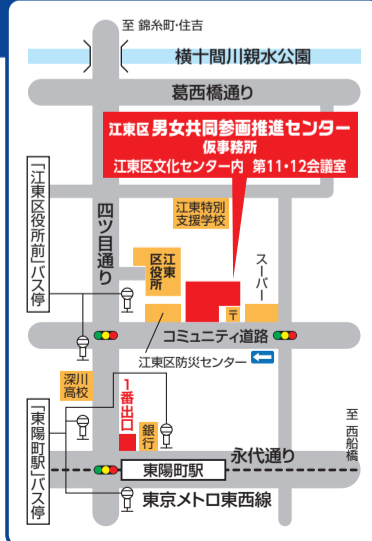 至 錦糸町・住吉
横十間川親水公園
葛西橋通り
江東区 男女共同参画推進センター
仮事務所
江東区文化センター内 第11・12会議室
「江東区役所前」バス停
四ツ目通り
江東特別
支援学校
江東
区役所
スーパー
〒
コミュニティ道路
江東区防災センター
深川
高校
1番出口
銀行
「東陽町駅」バス停
永代通り
至 西船橋
東陽町駅
東京メトロ東西線